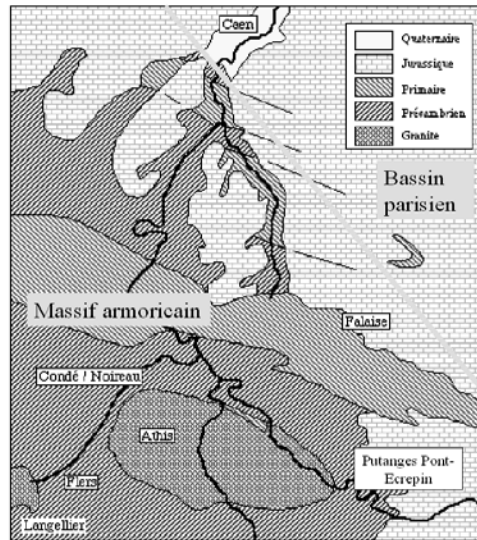 Caen
Quaternaire
Jurassique
Primaire
Précambrien
Granite
Bassin
parisien
Massif armoricain
Falaise
Condé / Noireau
Athis
Putanges Pont-
Ecrepin
Flers
Langellier